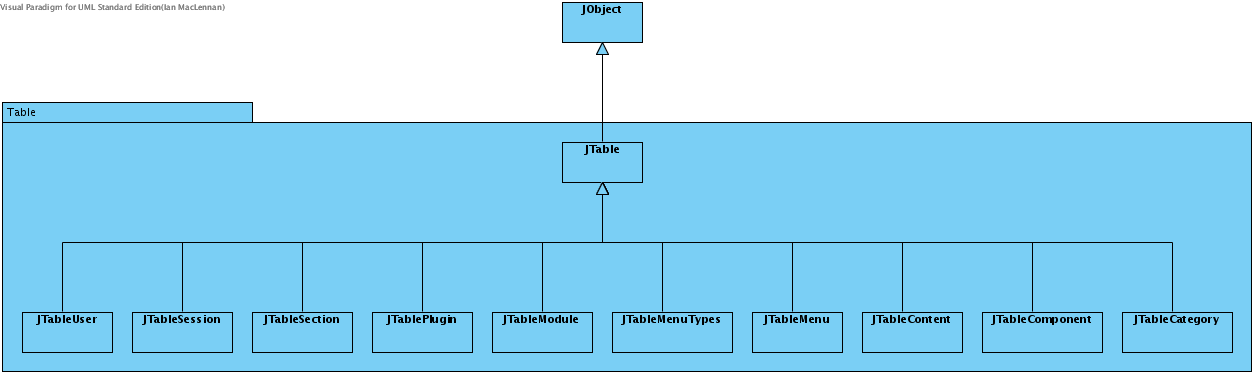 Visual Paradigm for UML Standard Edition(Ian MacLennan)
JObject
Table
JTable
JTableUser
JTableSession
JTableSection
JTablePlugin
JTableModule
JTableMenuTypes
JTableMenu
JTableContent
JTableComponent
JTableCategory